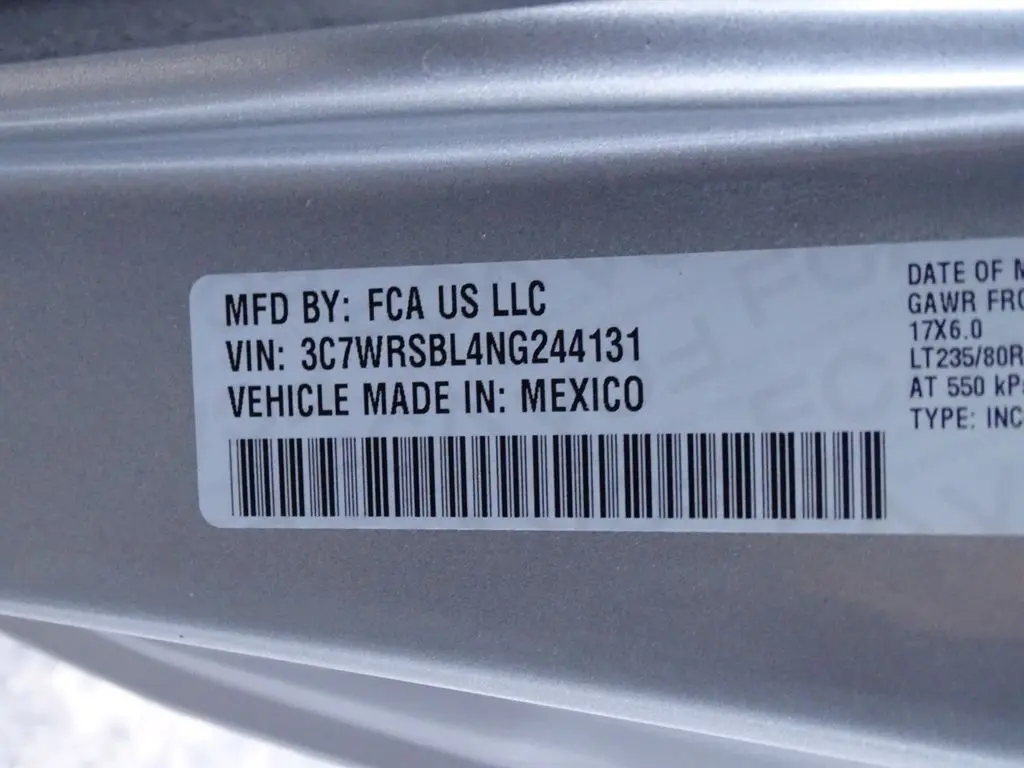 MFD BY: FCA US LLC
VIN: 3C7WRSBL4NG244131
VEHICLE MADE IN: MEXICO
DATE OF M
GAWR FRO
17X6.0
LT235/80R
AT 550 kPa
TYPE: INC